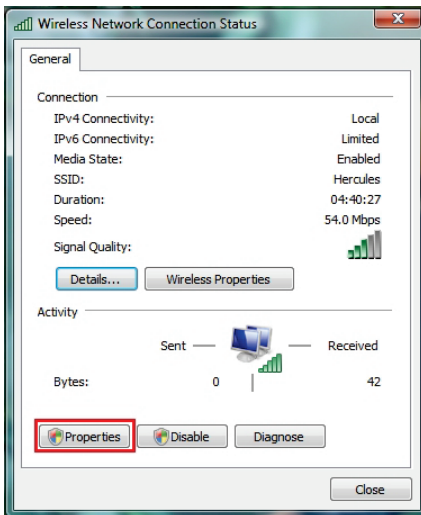 Wireless Network Connection Status
General
Connection
IPv4 Connectivity: Local
IPv6 Connectivity: Limited
Media State: Enabled
SSID: Hercules
Duration: 04:40:27
Speed: 54.0 Mbps
Signal Quality:
Details... Wireless Properties
Activity
Sent Received
Bytes: 0 42
Properties Disable Diagnose
Close